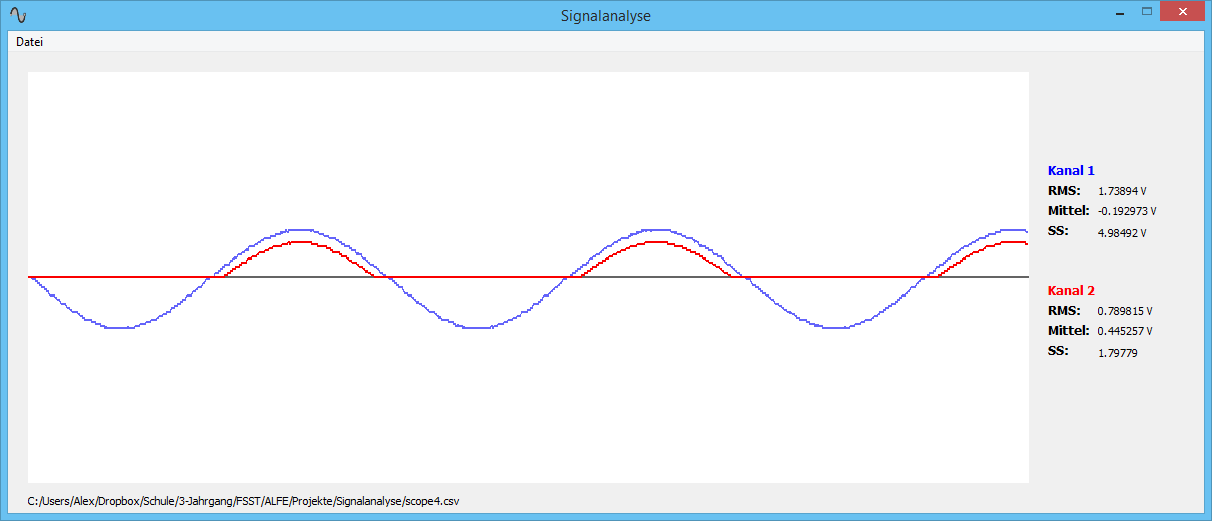 Signalanalyse
Datei
Kanal 1
RMS: 1.73894 V
Mittel: -0.192973 V
SS: 4.98492 V
Kanal 2
RMS: 0.789815 V
Mittel: 0.445257 V
SS: 1.79779
C:/Users/Alex/Dropbox/Schule/3-Jahrgang/FSST/ALFE/Projekte/Signalanalyse/scope4.csv